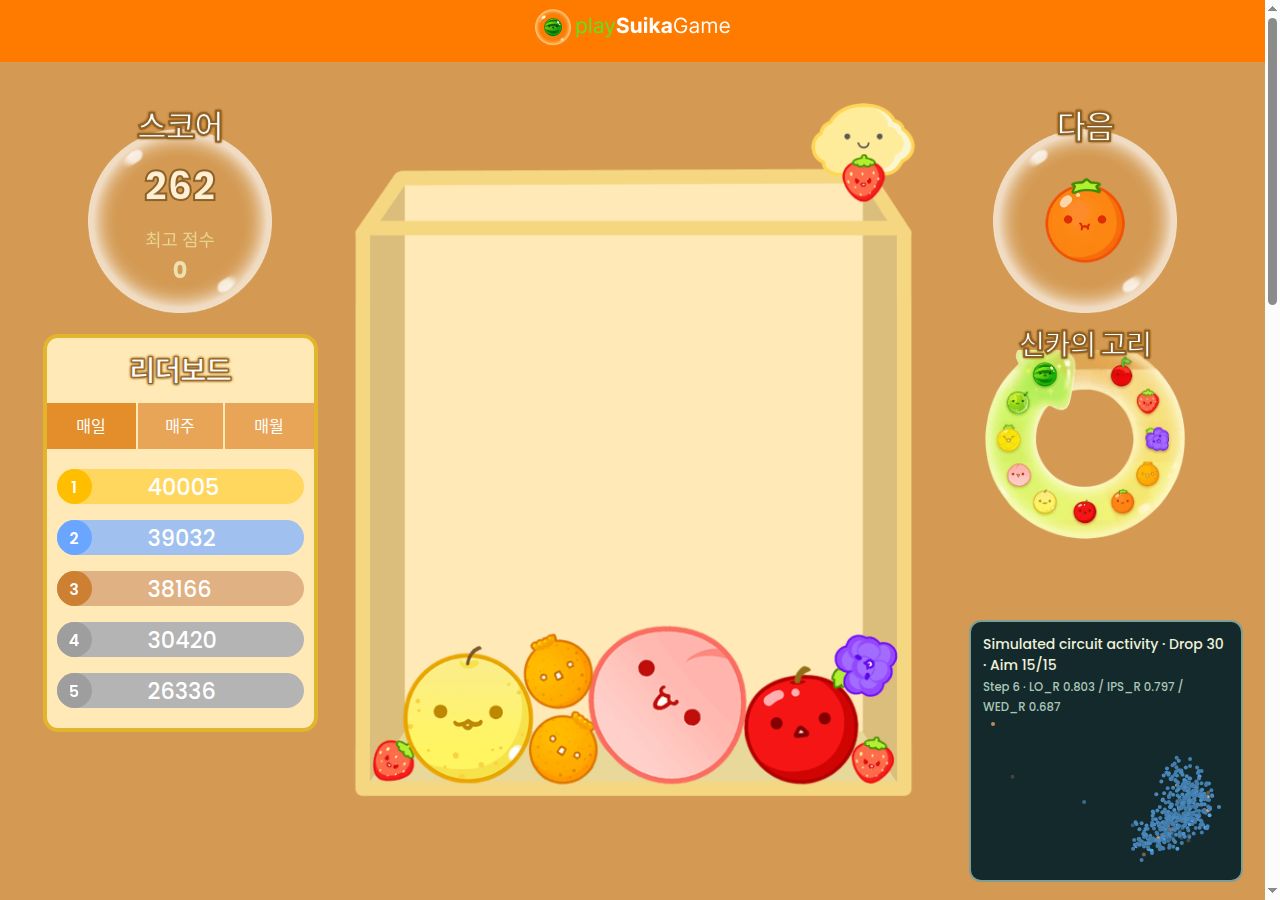 playSuikaGame
스코어
262
최고 점수
0
리더보드
매일 매주 매월
1 40005
2 39032
3 38166
4 30420
5 26336
다음
신카의 고리
Simulated circuit activity · Drop 30
· Aim 15/15
Step 6 · LO_R 0.803 / IPS_R 0.797 /
WED_R 0.687